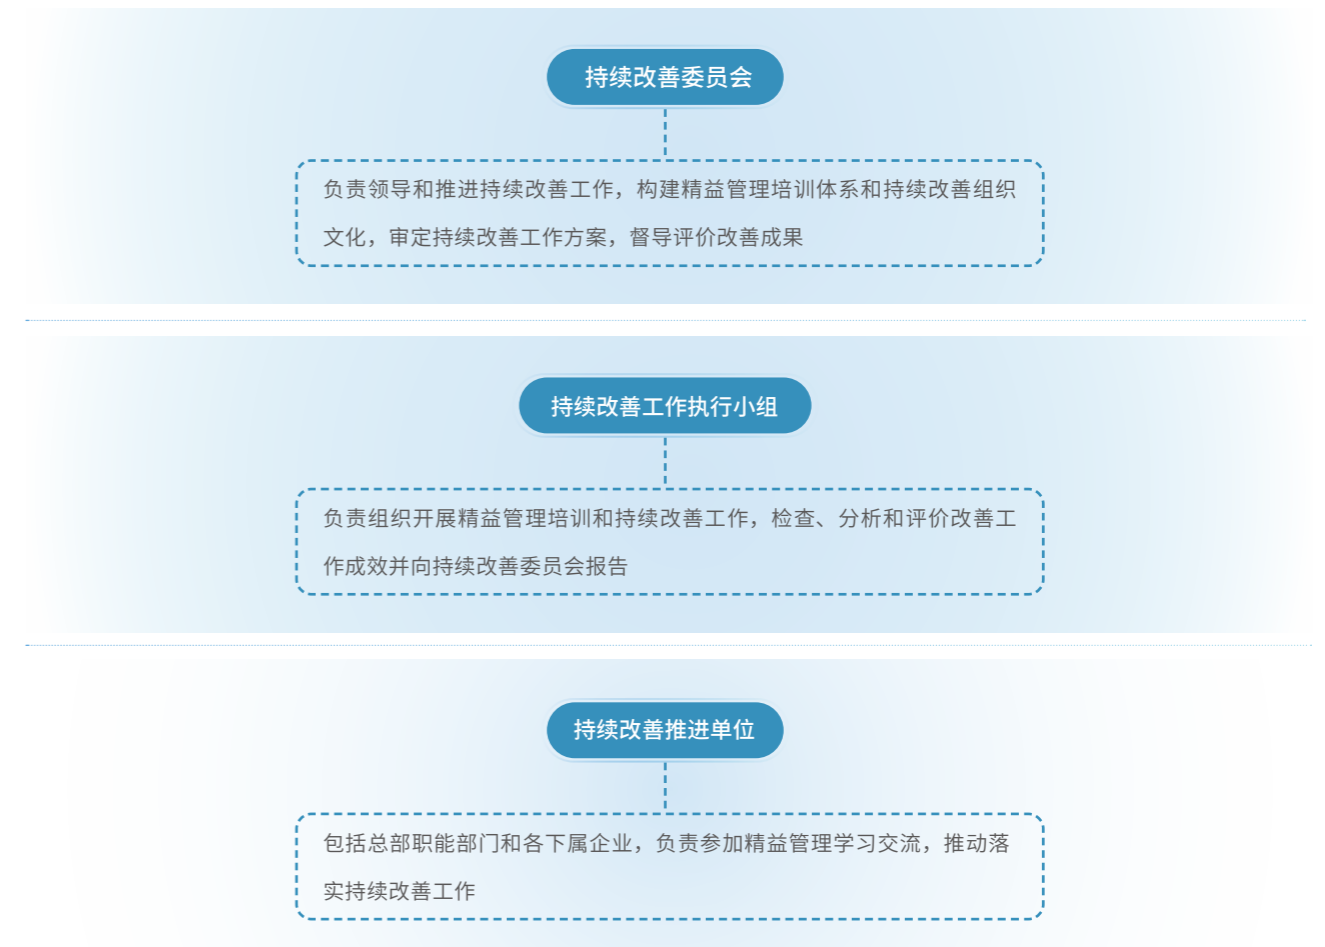 持续改善委员会
负责领导和推进持续改善工作，构建精益管理培训体系和持续改善组织
文化，审定持续改善工作方案，督导评价改善成果
持续改善工作执行小组
负责组织开展精益管理培训和持续改善工作，检查、分析和评价改善工
作成效并向持续改善委员会报告
持续改善推进单位
包括总部职能部门和各下属企业，负责参加精益管理学习交流，推动落
实持续改善工作